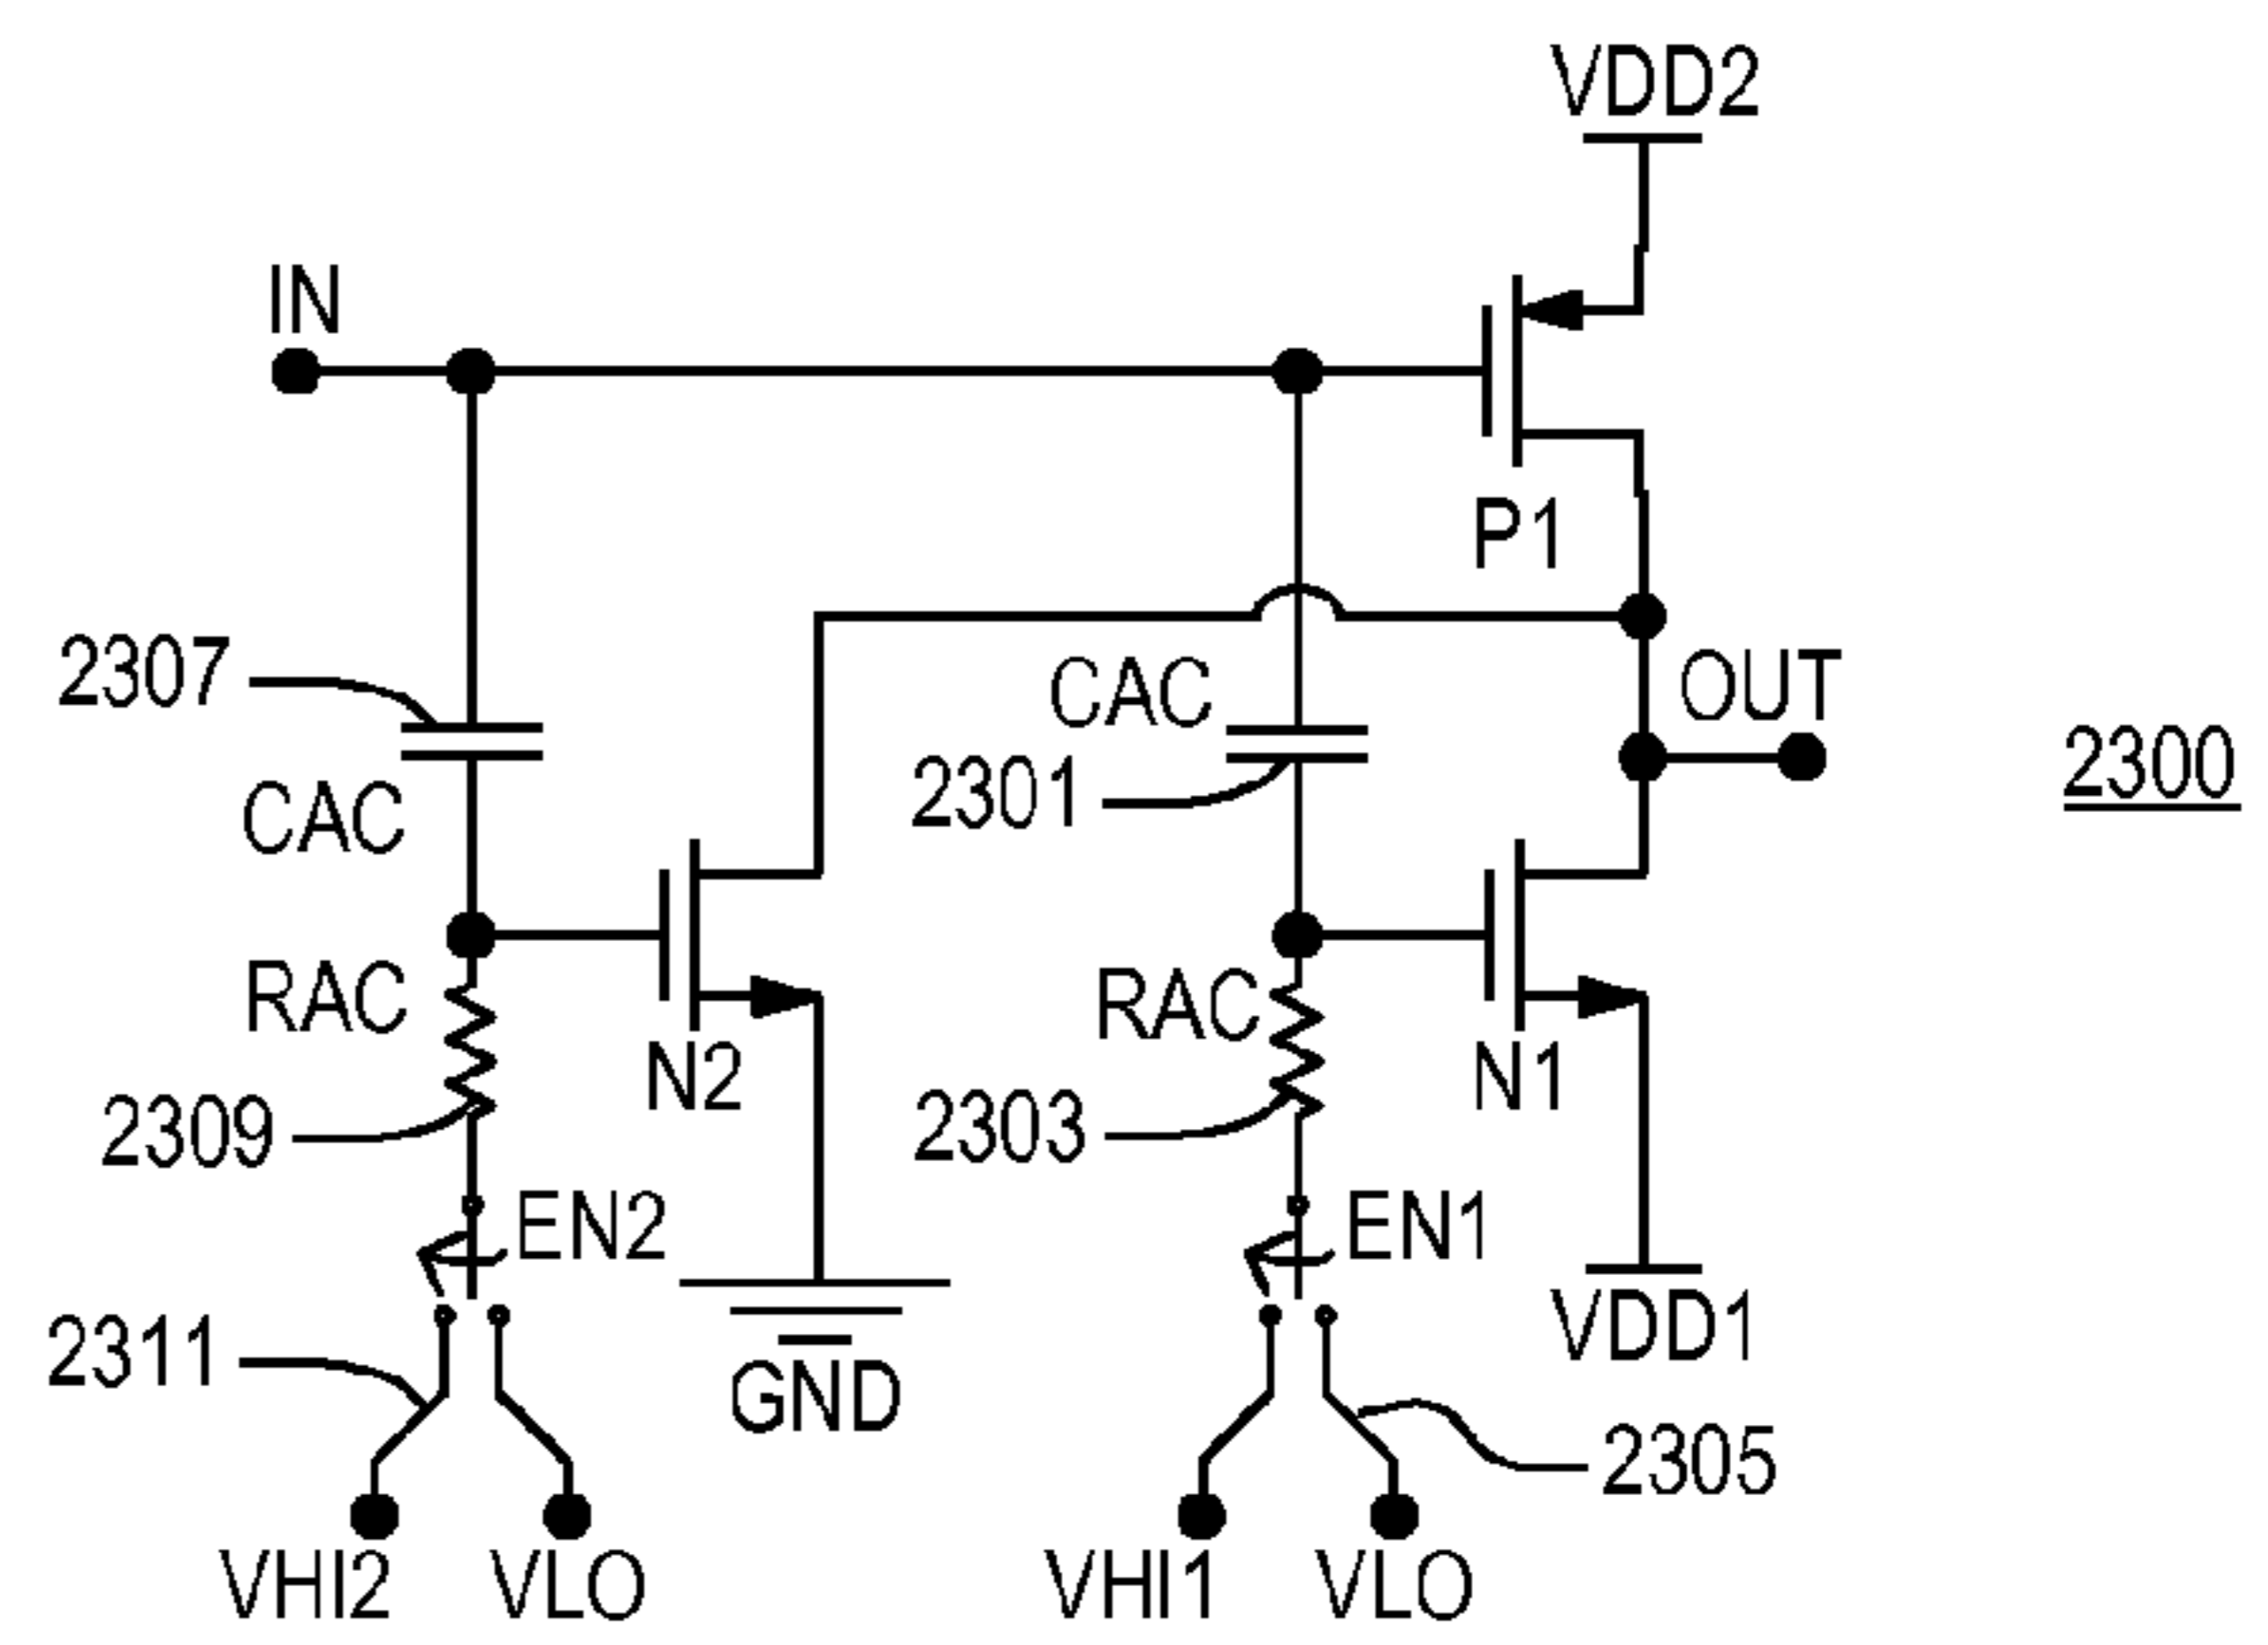 VDD2
IN
P1
2307
CAC
OUT
2301
2300
CAC
RAC
RAC
N2
N1
2309
2303
EN2
EN1
2311
GND
VDD1
2305
VHI2
VLO
VHI1
VLO